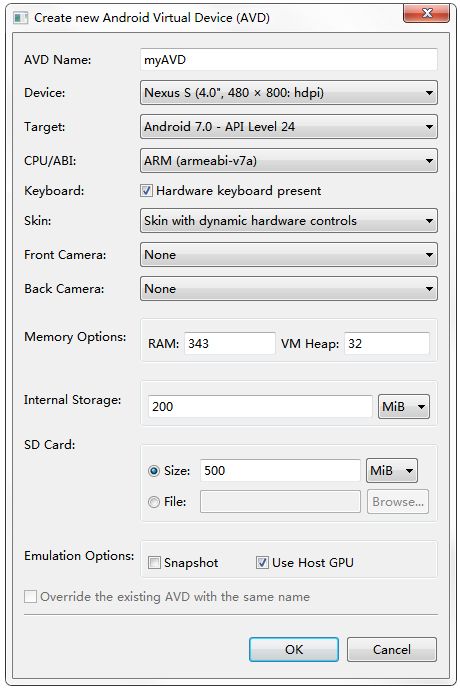 Create new Android Virtual Device (AVD)
AVD Name: myAVD
Device: Nexus S (4.0", 480 × 800: hdpi)
Target: Android 7.0 - API Level 24
CPU/ABI: ARM (armeabi-v7a)
Keyboard: Hardware keyboard present
Skin: Skin with dynamic hardware controls
Front Camera: None
Back Camera: None
Memory Options: RAM: 343 VM Heap: 32
Internal Storage: 200 MiB
SD Card:
Size: 500 MiB
File: Browse...
Emulation Options: Snapshot Use Host GPU
Override the existing AVD with the same name
OK Cancel